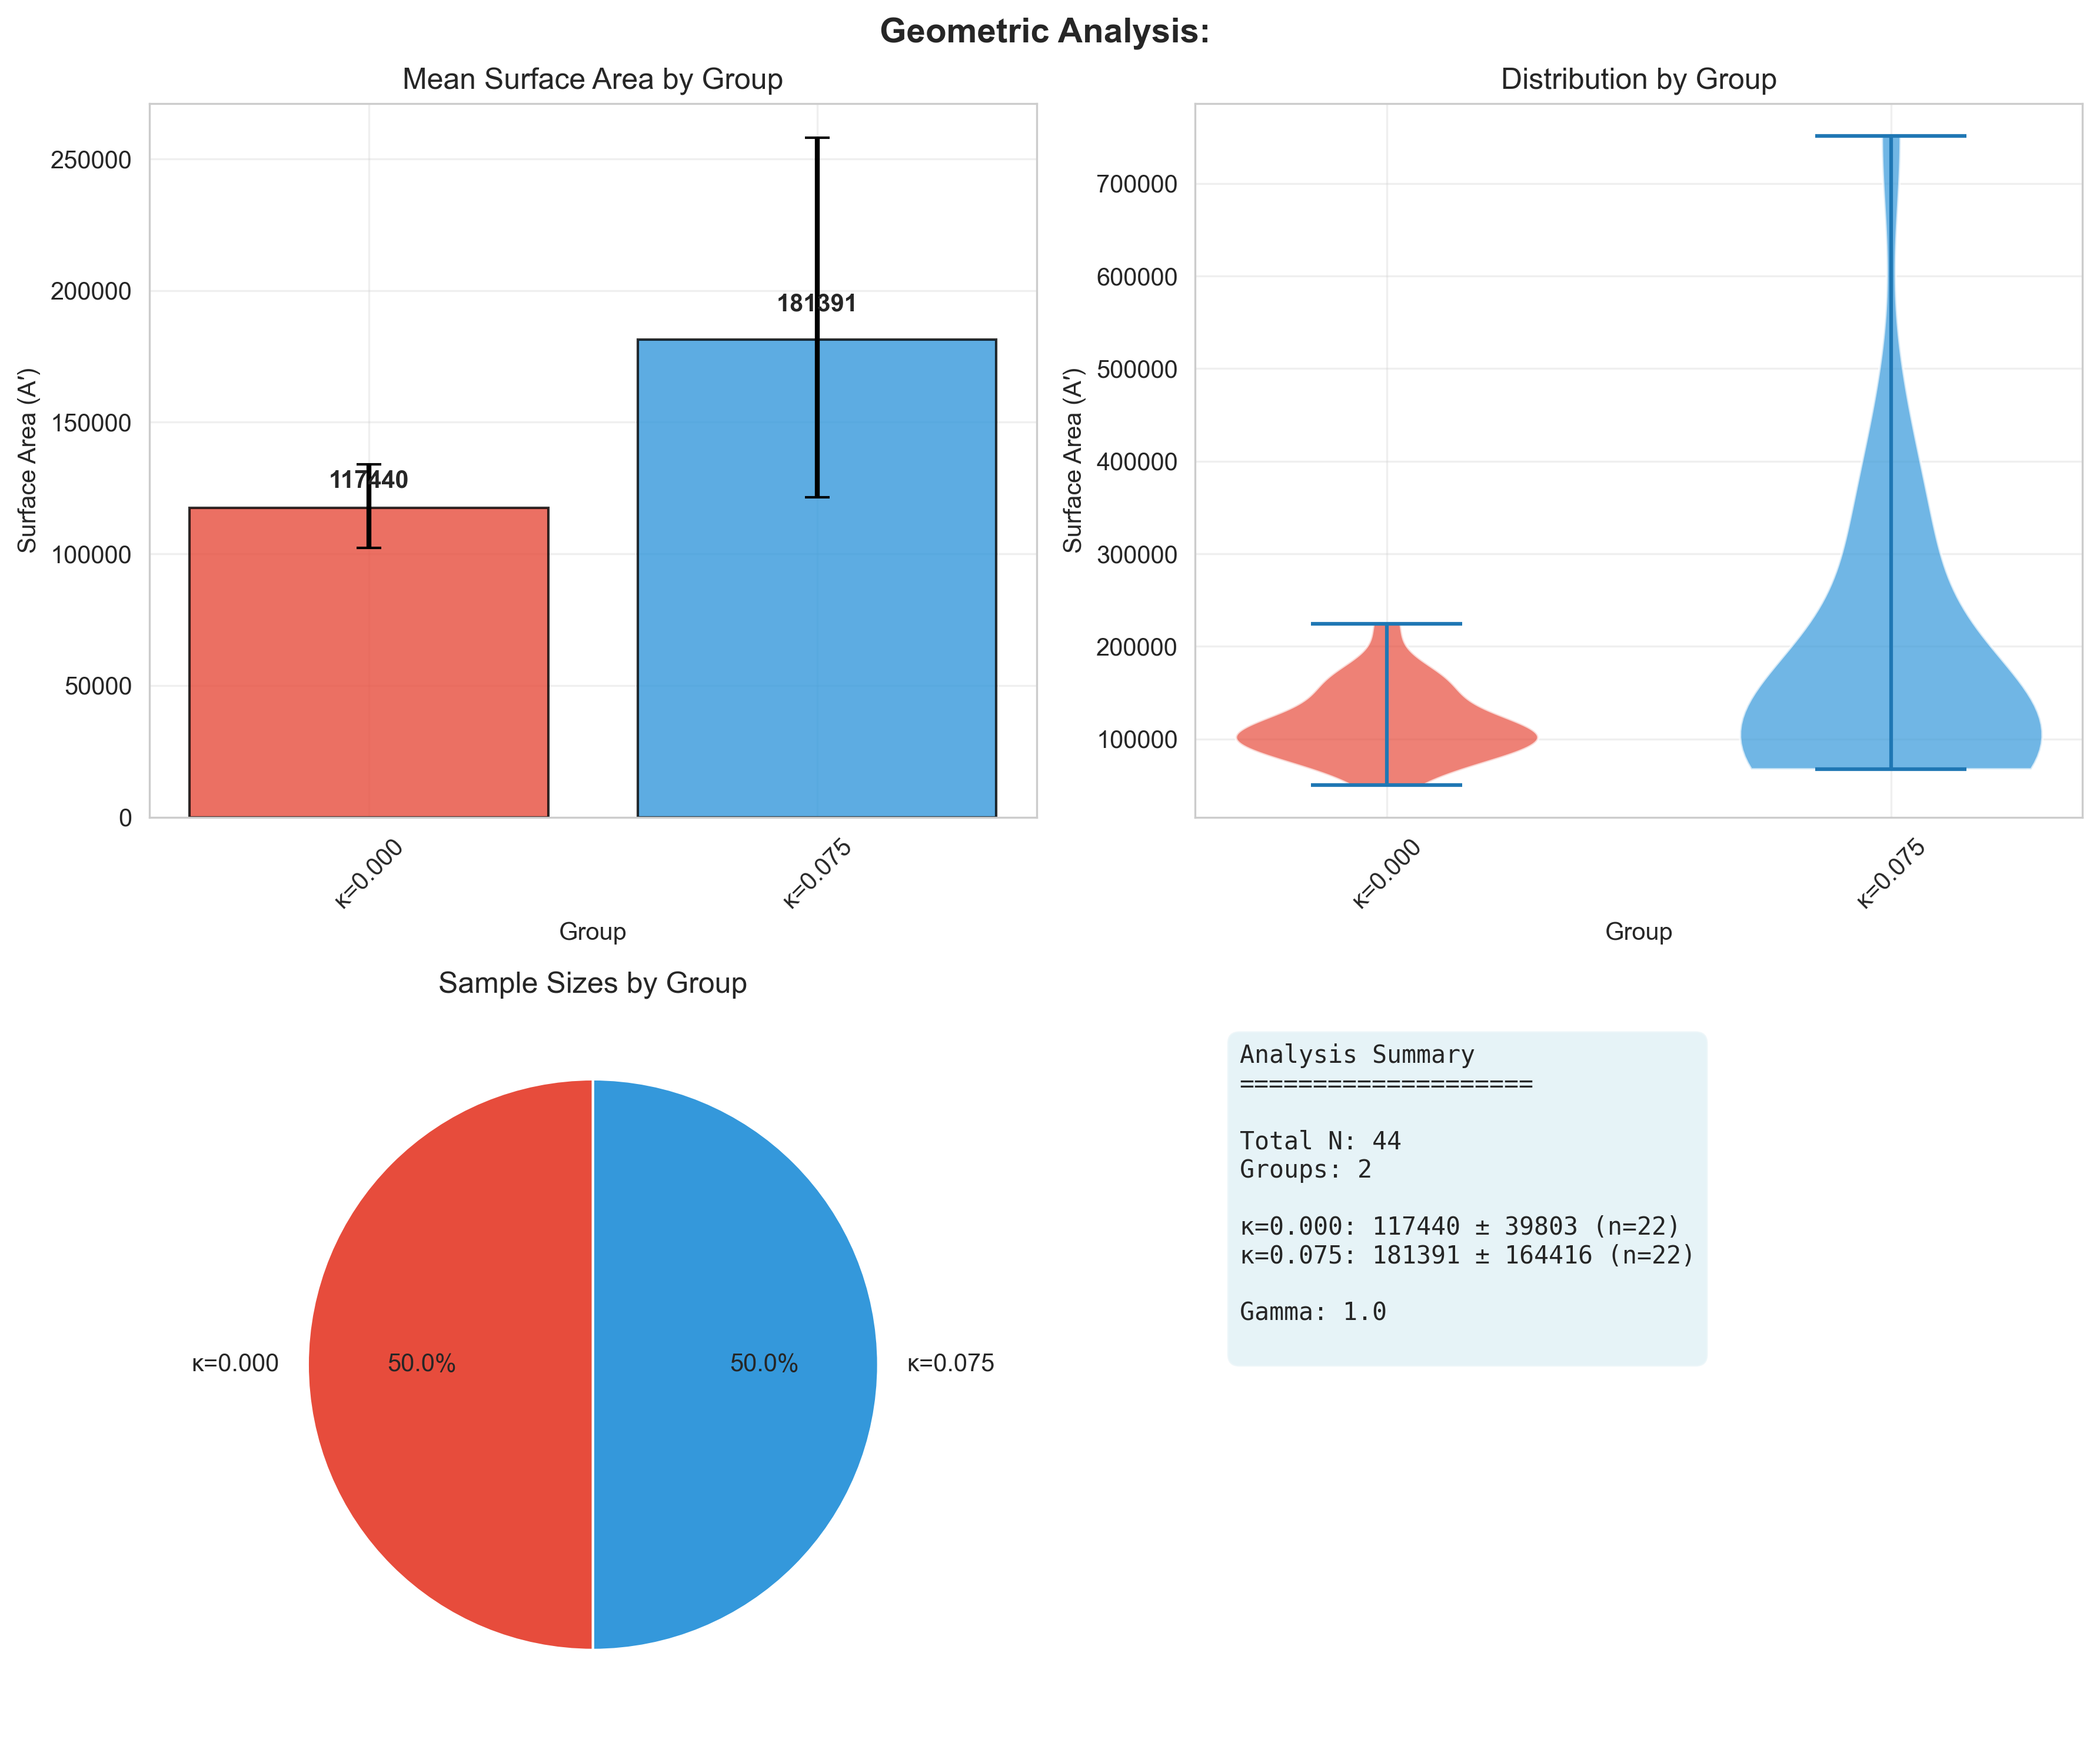 Geometric Analysis:
Mean Surface Area by Group
Surface Area (A')
250000
200000
150000
100000
50000
0
181391
117440
κ=0.000
κ=0.075
Group
Distribution by Group
Surface Area (A')
700000
600000
500000
400000
300000
200000
100000
κ=0.000
κ=0.075
Group
Sample Sizes by Group
κ=0.000
50.0%
50.0%
κ=0.075
Analysis Summary
====================
Total N: 44
Groups: 2
κ=0.000: 117440 ± 39803 (n=22)
κ=0.075: 181391 ± 164416 (n=22)
Gamma: 1.0